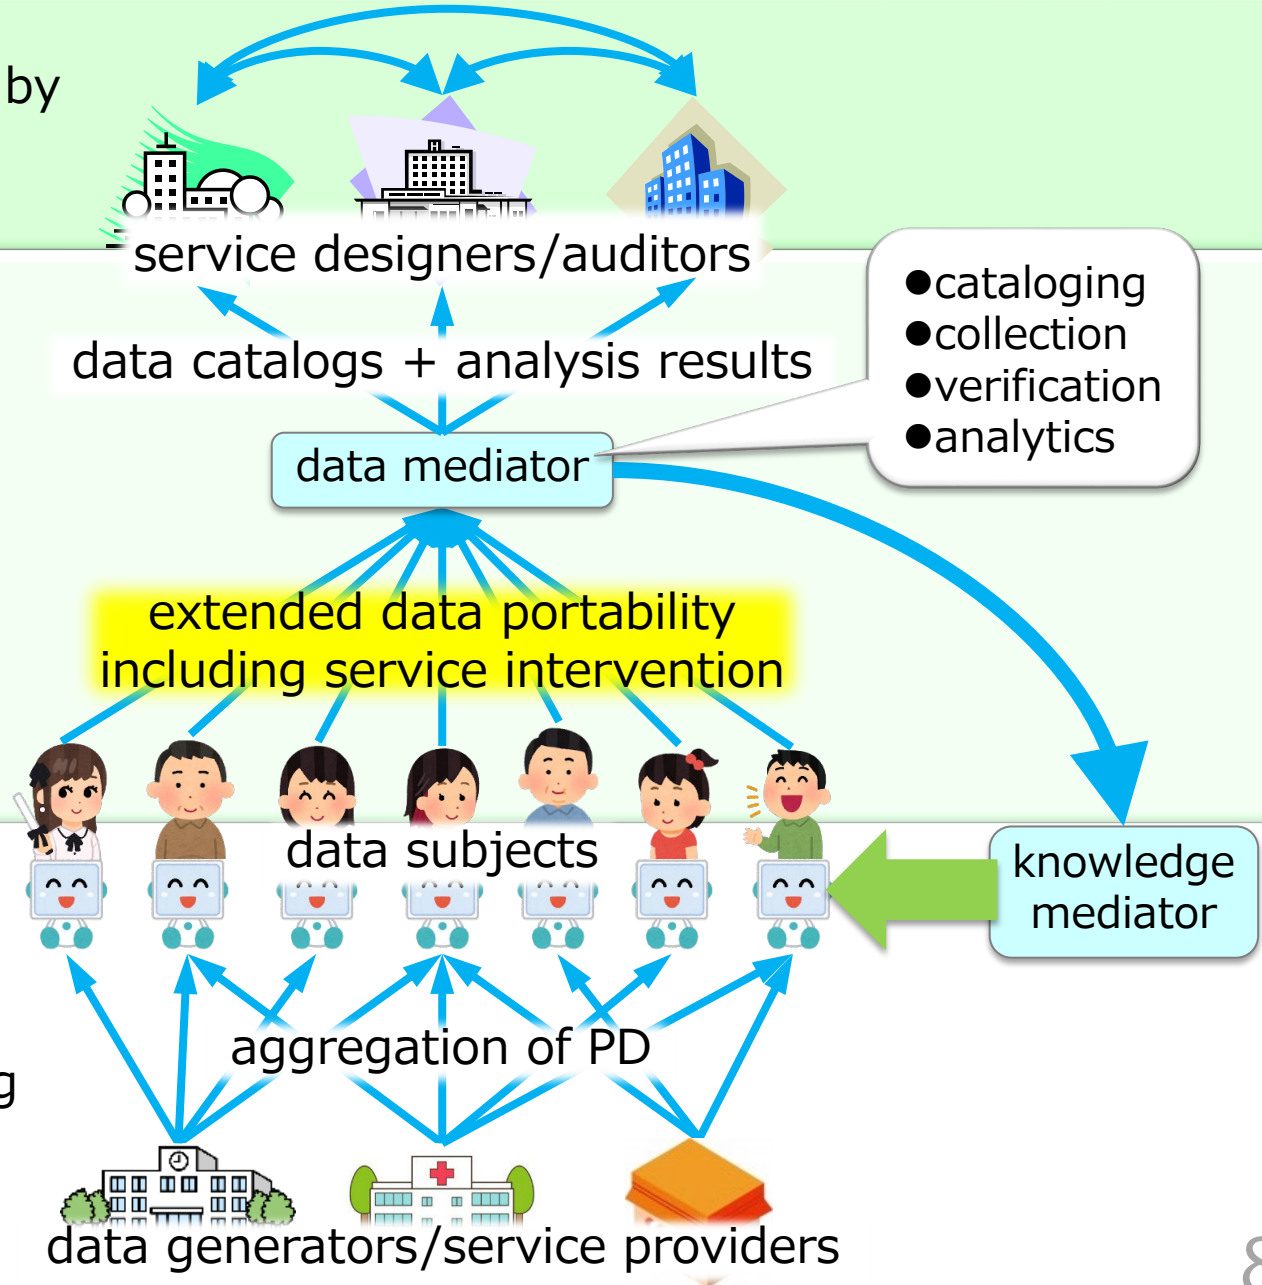 by
service designers/auditors
data catalogs + analysis results
●cataloging
●collection
●verification
●analytics
data mediator
extended data portability
including service intervention
data subjects
knowledge
mediator
aggregation of PD
g
data generators/service providers
8